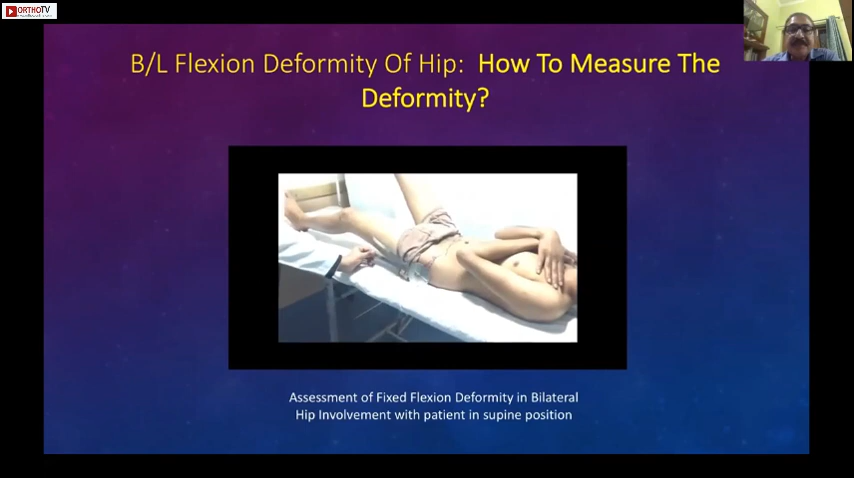 ORTHOTV
B/L Flexion Deformity Of Hip: How To Measure The
Deformity?
Assessment of Fixed Flexion Deformity in Bilateral
Hip Involvement with patient in supine position